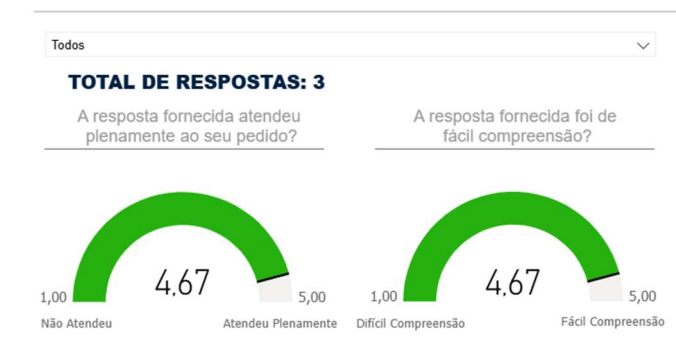 Todos
TOTAL DE RESPOSTAS: 3
A resposta fornecida atendeu
plenamente ao seu pedido?
A resposta fornecida foi de
fácil compreensão?
4,67
1,00
5,00
Não Atendeu
Atendeu Plenamente
4,67
1,00
5,00
Difícil Compreensão
Fácil Compreensão